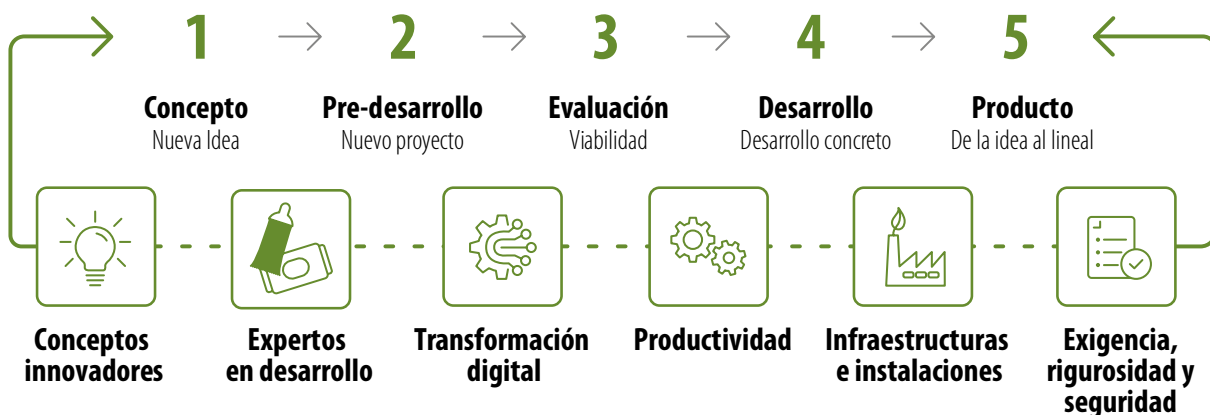 1
2
3
4
5
Concepto
Nueva Idea
Pre-desarrollo
Nuevo proyecto
Evaluación
Viabilidad
Desarrollo
Desarrollo concreto
Producto
De la idea al lineal
Conceptos
innovadores
Expertos
en desarrollo
Transformación
digital
Productividad
Infraestructuras
e instalaciones
Exigencia,
rigurosidad y
seguridad